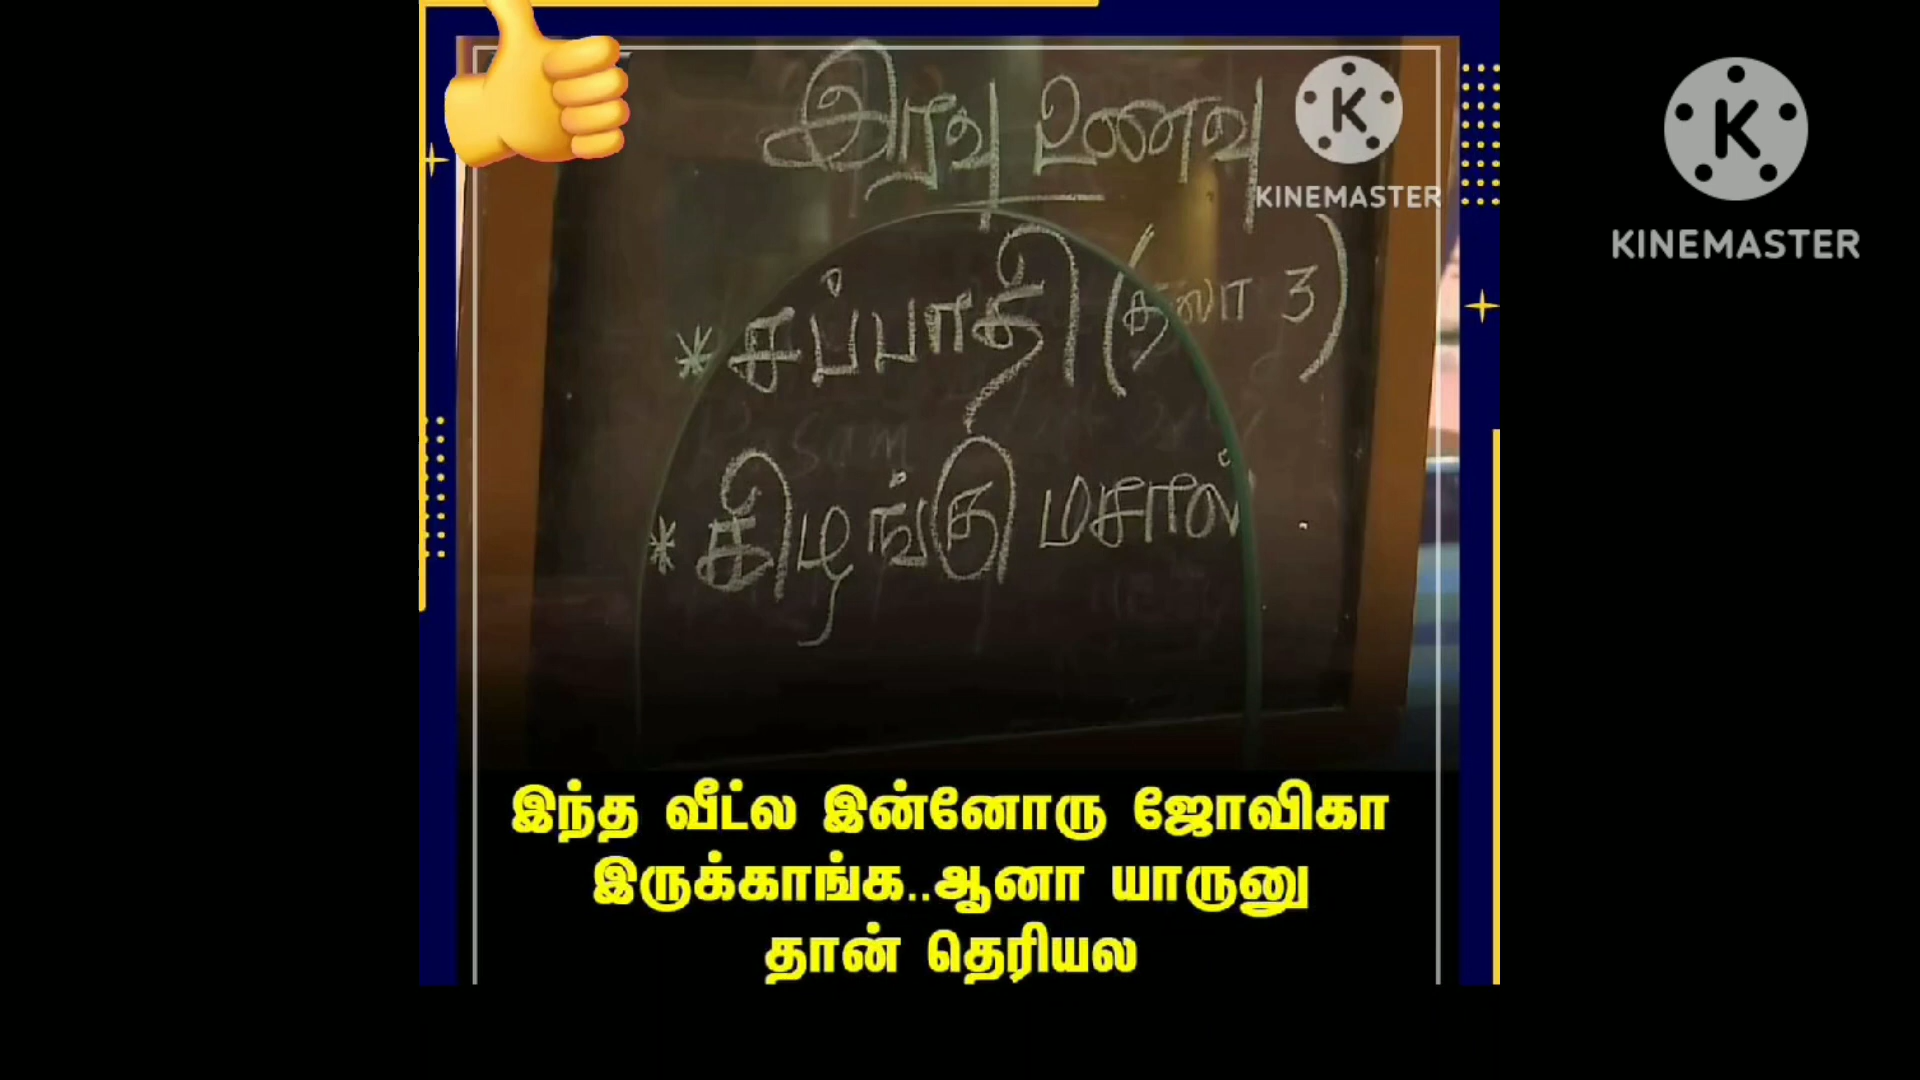 இரவு உணவு
KINEMASTER
KINEMASTER
* சப்பாதி (தலா 3)
* கிழங்கு மசால்
இந்த வீட்ல இன்னோரு ஜோவிகா
இருக்காங்க..ஆனா யாருனு
தான் தெரியல